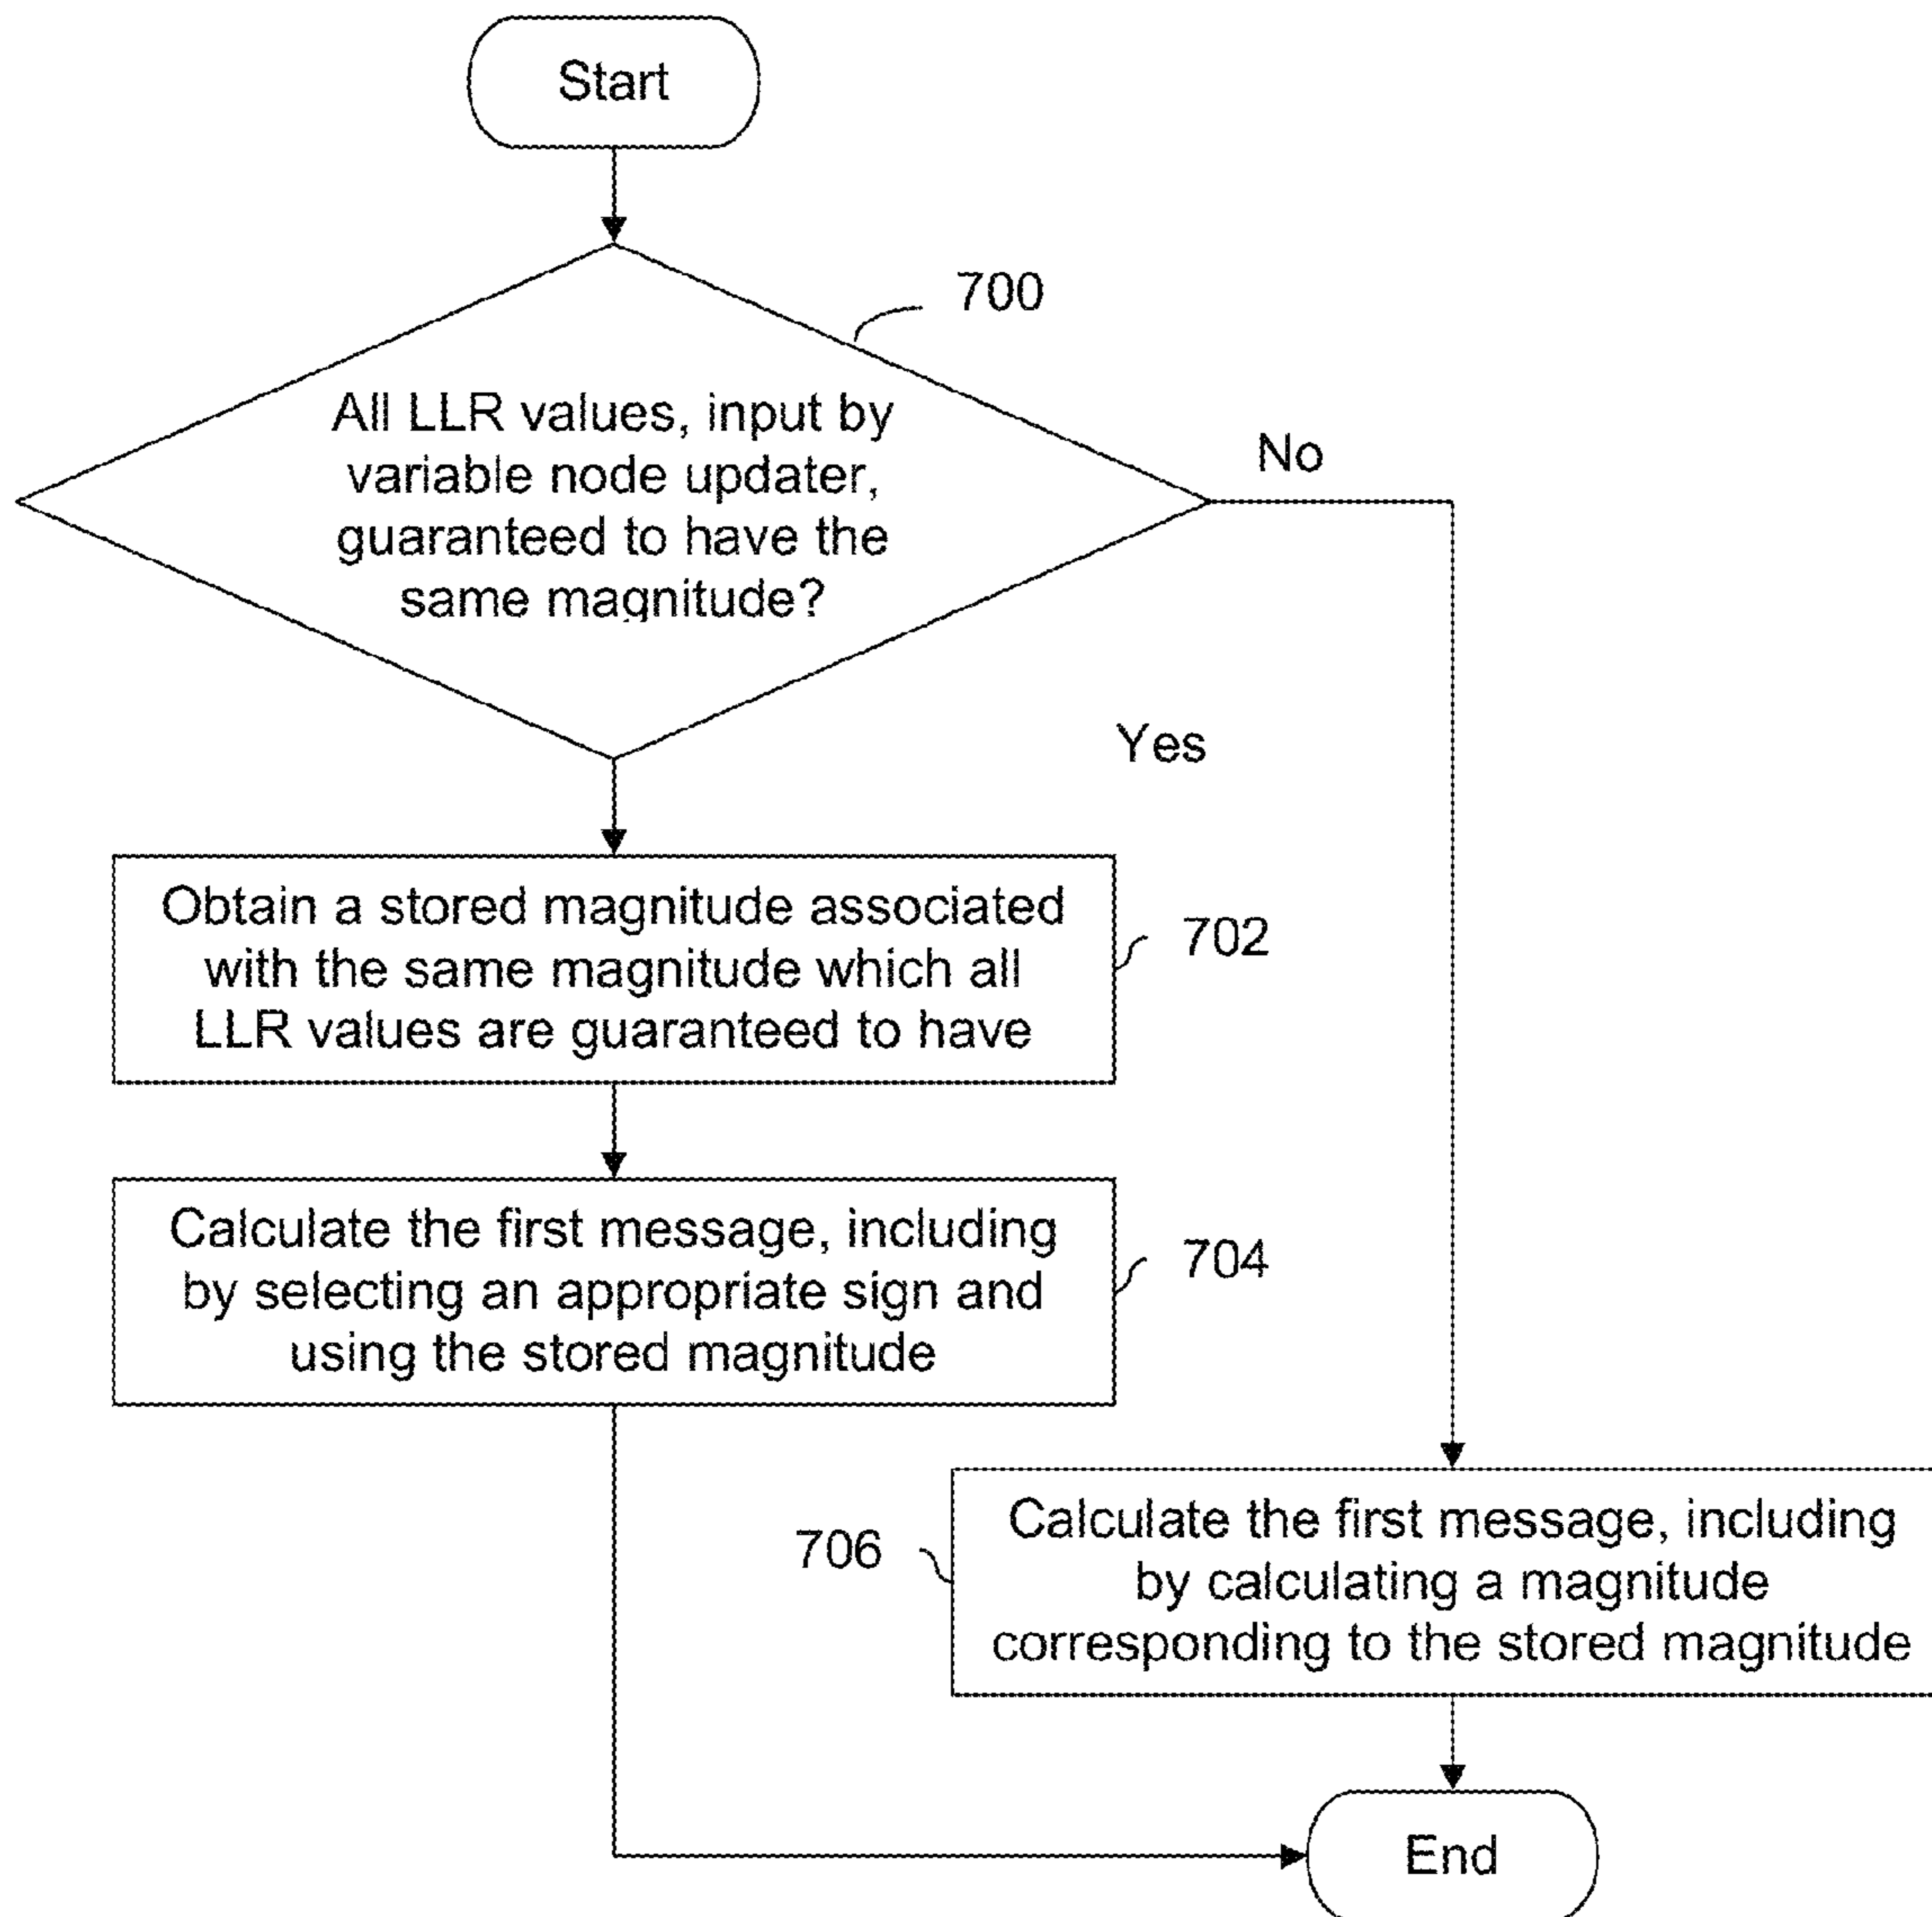 Start
700
All LLR values, input by
variable node updater,
guaranteed to have the
same magnitude?
No
Yes
Obtain a stored magnitude associated
with the same magnitude which all
LLR values are guaranteed to have
702
Calculate the first message, including
by selecting an appropriate sign and
using the stored magnitude
704
706
Calculate the first message, including
by calculating a magnitude
corresponding to the stored magnitude
End